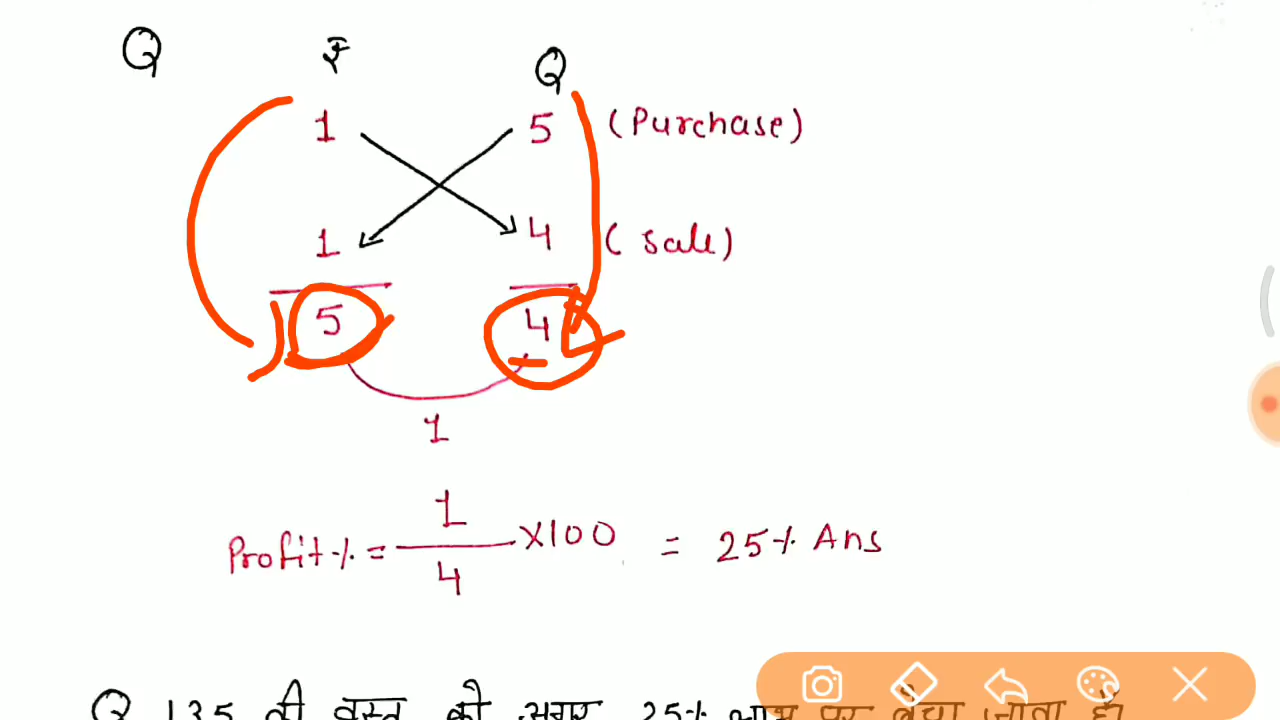 Q ₹ Q
1 5 (Purchase)
1 4 (Sale)
5 4
1
Profit % = 1/4 ×100 = 25% Ans
Q 135 की वस्तु को अगर 25% लाभ पर बेचा जाता है